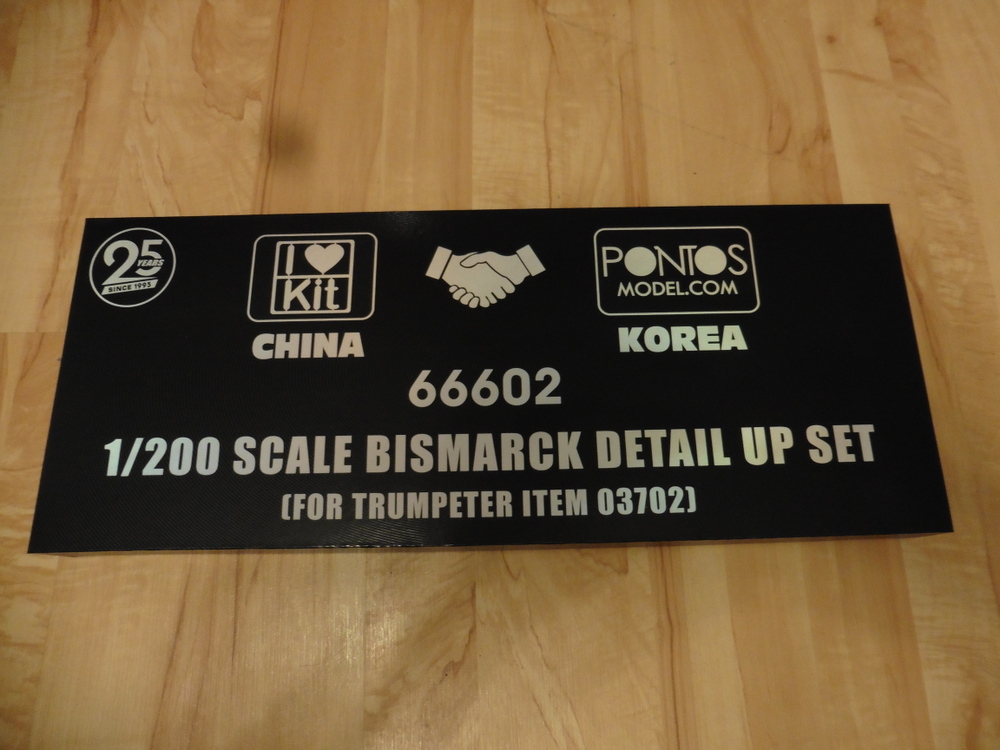 25
YEARS
SINCE 1995
I ♥
Kit
CHINA
PONTOS
MODEL.COM
KOREA
66602
1/200 SCALE BISMARCK DETAIL UP SET
(FOR TRUMPETER ITEM 03702)